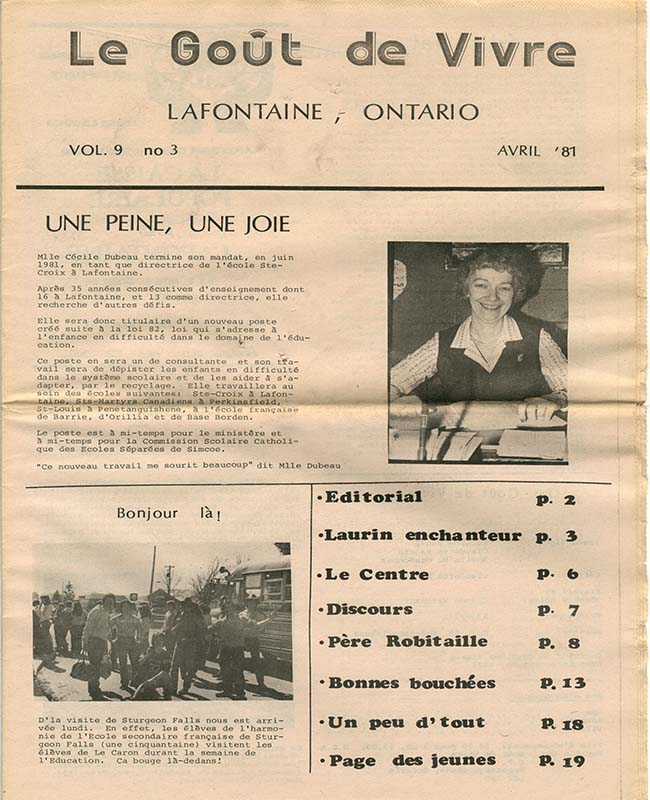 Le Goût de Vivre
LAFONTAINE, ONTARIO
VOL. 9 no 3
AVRIL '81
UNE PEINE, UNE JOIE
Mlle Cécile Dubeau termine son mandat, en juin
1981, en tant que directrice de l'école Ste-
Croix à Lafontaine.
Après 35 années consécutives d'enseignement dont
16 à Lafontaine, et 13 comme directrice, elle
recherche d'autres défis.
Elle sera donc titulaire d'un nouveau poste
créé suite à la loi 82, loi qui s'adresse à
l'enfance en difficulté dans le domaine de l'édu-
cation.
Ce poste en sera un de consultante et son tra-
vail sera de dépister les enfants en difficulté
dans le système scolaire et de les aider à s'a-
dapter, par le recyclage. Elle travaillera au
sein des écoles suivantes: Ste-Croix à Lafon-
taine, Sts-Martyrs Canadiens à Perkinsfield,
St-Louis à Penetanguishene, à l'école française
de Barrie, d'Orillia et de Base Borden.
Le poste est à mi-temps pour le ministère et
à mi-temps pour la Commission Scolaire Catholi-
que des Ecoles Séparées de Simcoe.
"Ce nouveau travail me sourit beaucoup" dit Mlle Dubeau
Bonjour là!
D'la visite de Sturgeon Falls nous est arri-
vée lundi. En effet, les élèves de l'harmo-
nie de l'Ecole secondaire française de Stur-
geon Falls (une cinquantaine) visitent les
élèves de Le Caron durant la semaine de
l'Education. Ca bouge là-dedans!
·Editorial p. 2
·Laurin enchanteur p. 3
·Le Centre p. 6
·Discours p. 7
·Père Robitaille p. 8
·Bonnes bouchées p. 13
·Un peu d'tout p. 18
·Page des jeunes p. 19